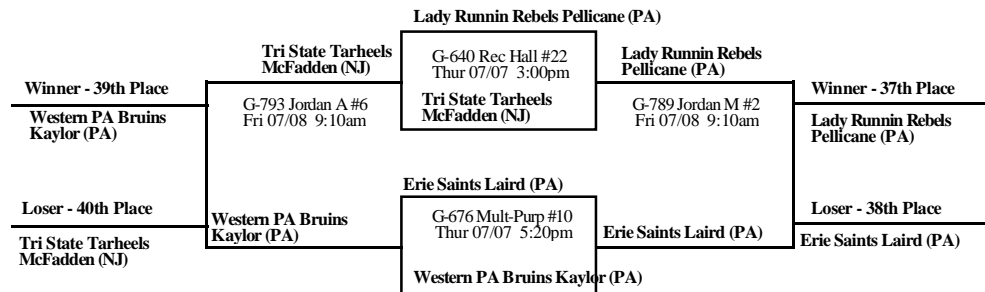 Lady Runnin Rebels Pellicane (PA)
G-640 Rec Hall #22
Thur 07/07 3:00pm
Tri State Tarheels
McFadden (NJ)
Tri State Tarheels
McFadden (NJ)
Lady Runnin Rebels
Pellicane (PA)
Winner - 39th Place
Western PA Bruins
Kaylor (PA)
G-793 Jordan A #6
Fri 07/08 9:10am
G-789 Jordan M #2
Fri 07/08 9:10am
Winner - 37th Place
Lady Runnin Rebels
Pellicane (PA)
Erie Saints Laird (PA)
G-676 Mult-Purp #10
Thur 07/07 5:20pm
Western PA Bruins Kaylor (PA)
Loser - 40th Place
Tri State Tarheels
McFadden (NJ)
Western PA Bruins
Kaylor (PA)
Erie Saints Laird (PA)
Loser - 38th Place
Erie Saints Laird (PA)